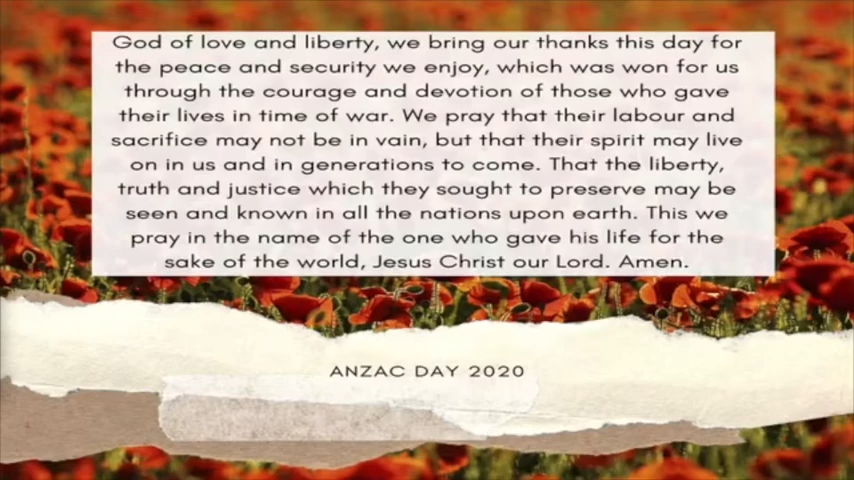 God of love and liberty, we bring our thanks this day for
the peace and security we enjoy, which was won for us
through the courage and devotion of those who gave
their lives in time of war. We pray that their labour and
sacrifice may not be in vain, but that their spirit may live
on in us and in generations to come. That the liberty,
truth and justice which they sought to preserve may be
seen and known in all the nations upon earth. This we
pray in the name of the one who gave his life for the
sake of the world, Jesus Christ our Lord. Amen.
ANZAC DAY 2020